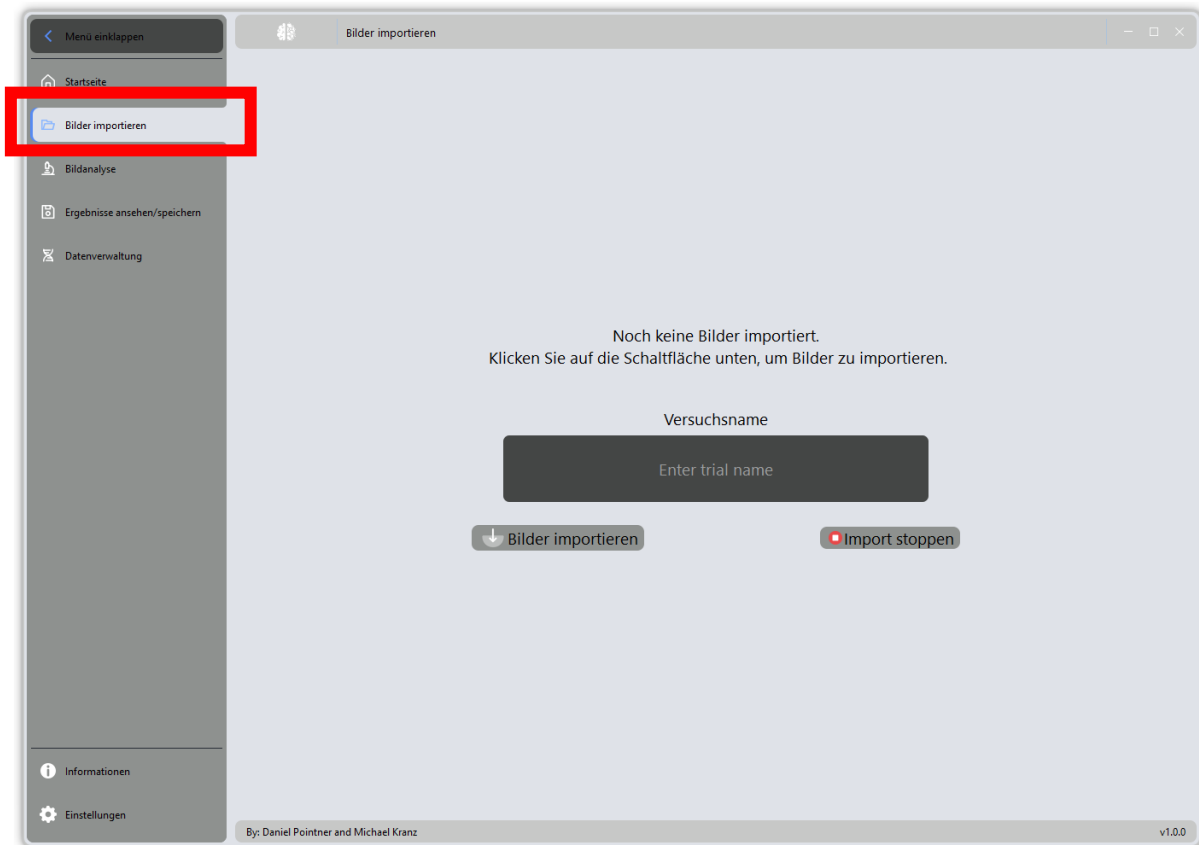 Menü einklappen
Bilder importieren
Startseite
Bilder importieren
Bildanalyse
Ergebnisse ansehen/speichern
Datenverwaltung
Noch keine Bilder importiert.
Klicken Sie auf die Schaltfläche unten, um Bilder zu importieren.
Versuchsname
Enter trial name
Bilder importieren
Import stoppen
Informationen
Einstellungen
By: Daniel Pointner and Michael Kranz
v1.0.0